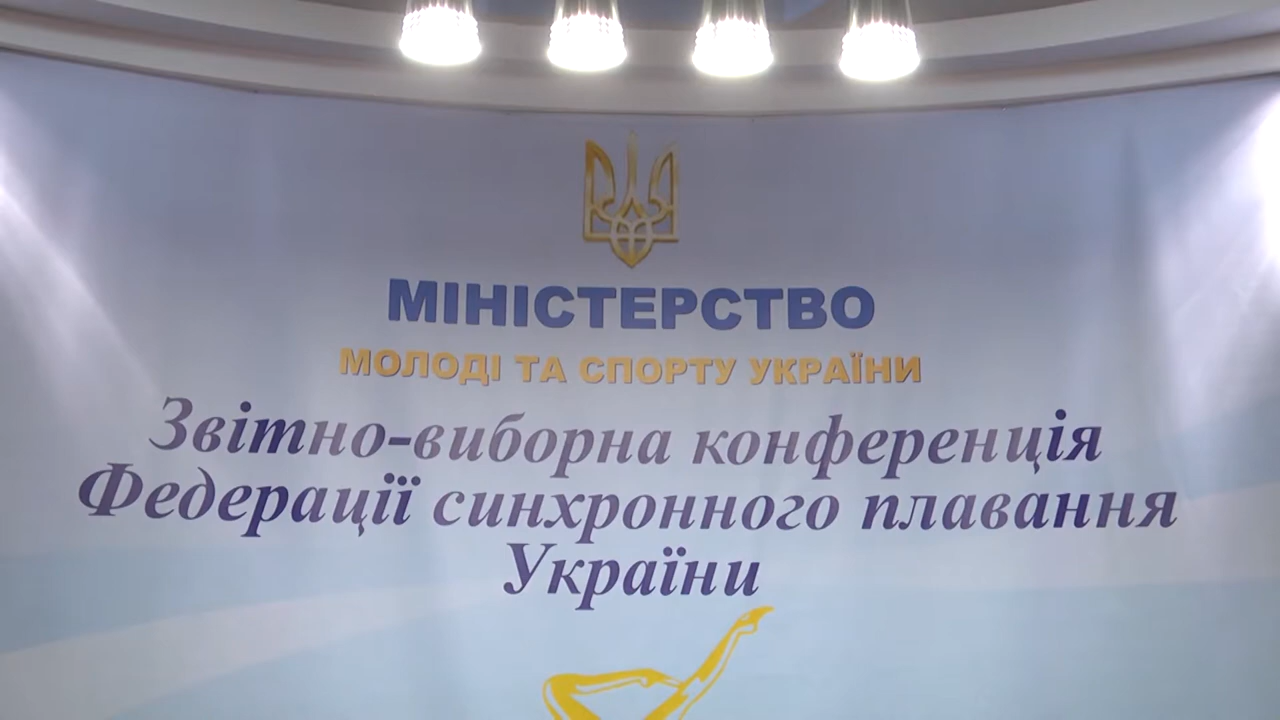 МІНІСТЕРСТВО
МОЛОДІ ТА СПОРТУ УКРАЇНИ
Звітно-виборна конференція
Федерації синхронного плавання
України